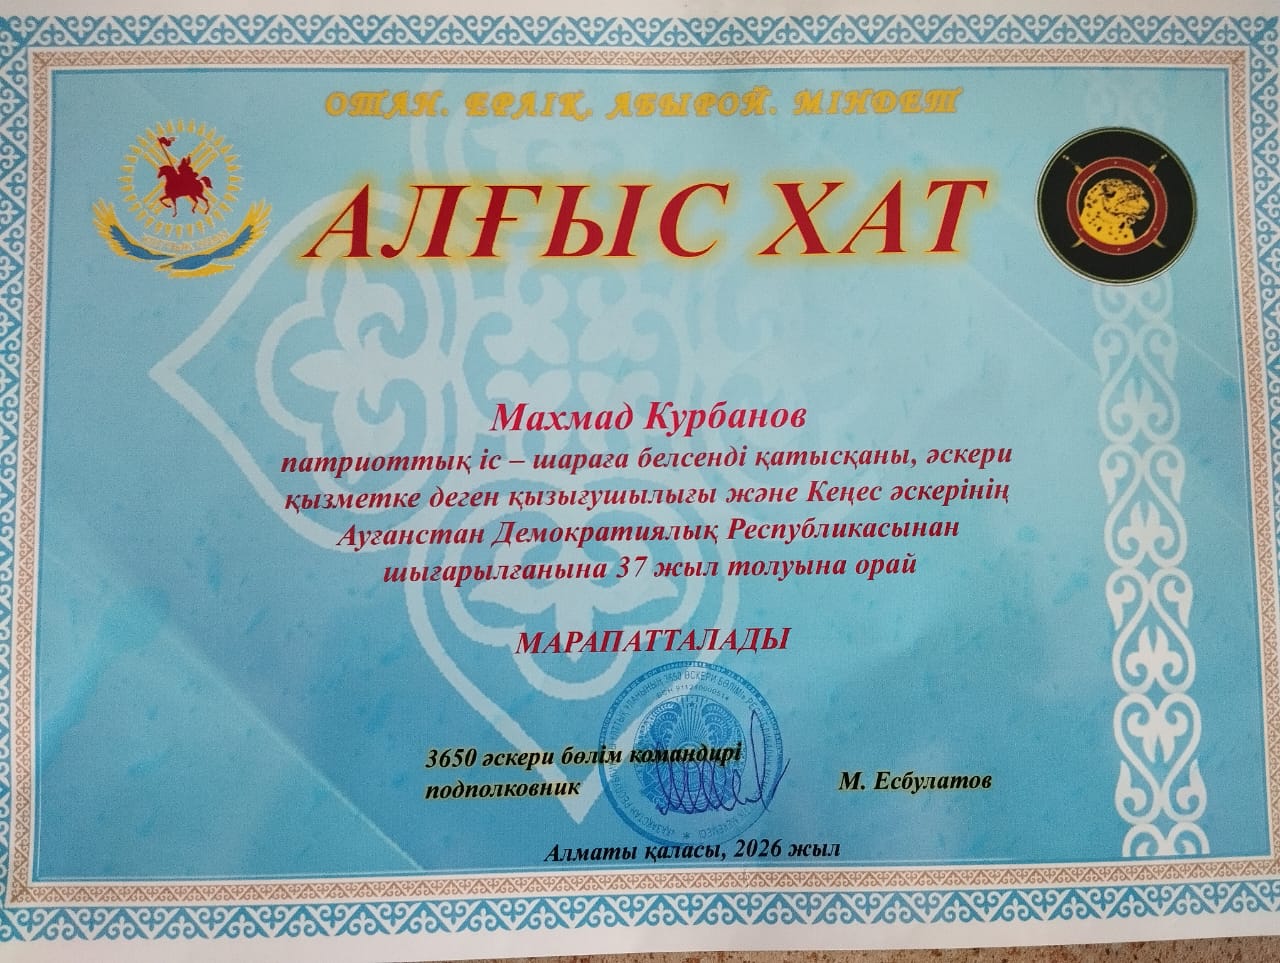 ОТАН. ЕРЛІК. АБЫРОЙ. МІНДЕТ
АЛҒЫС ХАТ
Махмад Курбанов
патриоттық іс – шараға белсенді қатысқаны, әскери
қызметке деген қызығушылығы және Кеңес әскерінің
Ауғанстан Демократиялық Республикасынан
шығарылғанына 37 жыл толуына орай
МАРАПАТТАЛАДЫ
3650 әскери бөлім командирі
подполковник
М. Есбулатов
Алматы қаласы, 2026 жыл